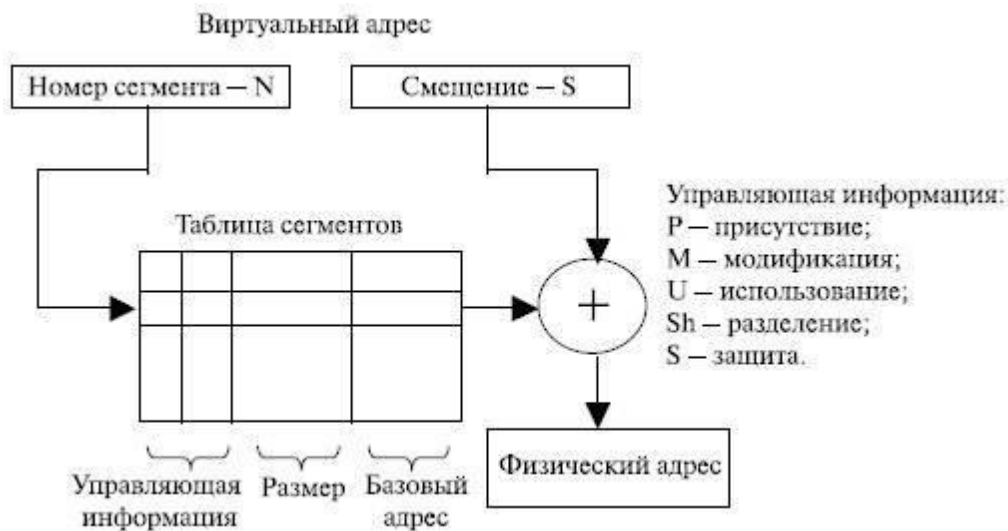 Виртуальный адрес
Номер сегмента – N
Смещение – S
Таблица сегментов
Управляющая информация:
P – присутствие;
M – модификация;
U – использование;
Sh – разделение;
S – защита.
+
Управляющая
информация
Размер
Базовый
адрес
Физический адрес